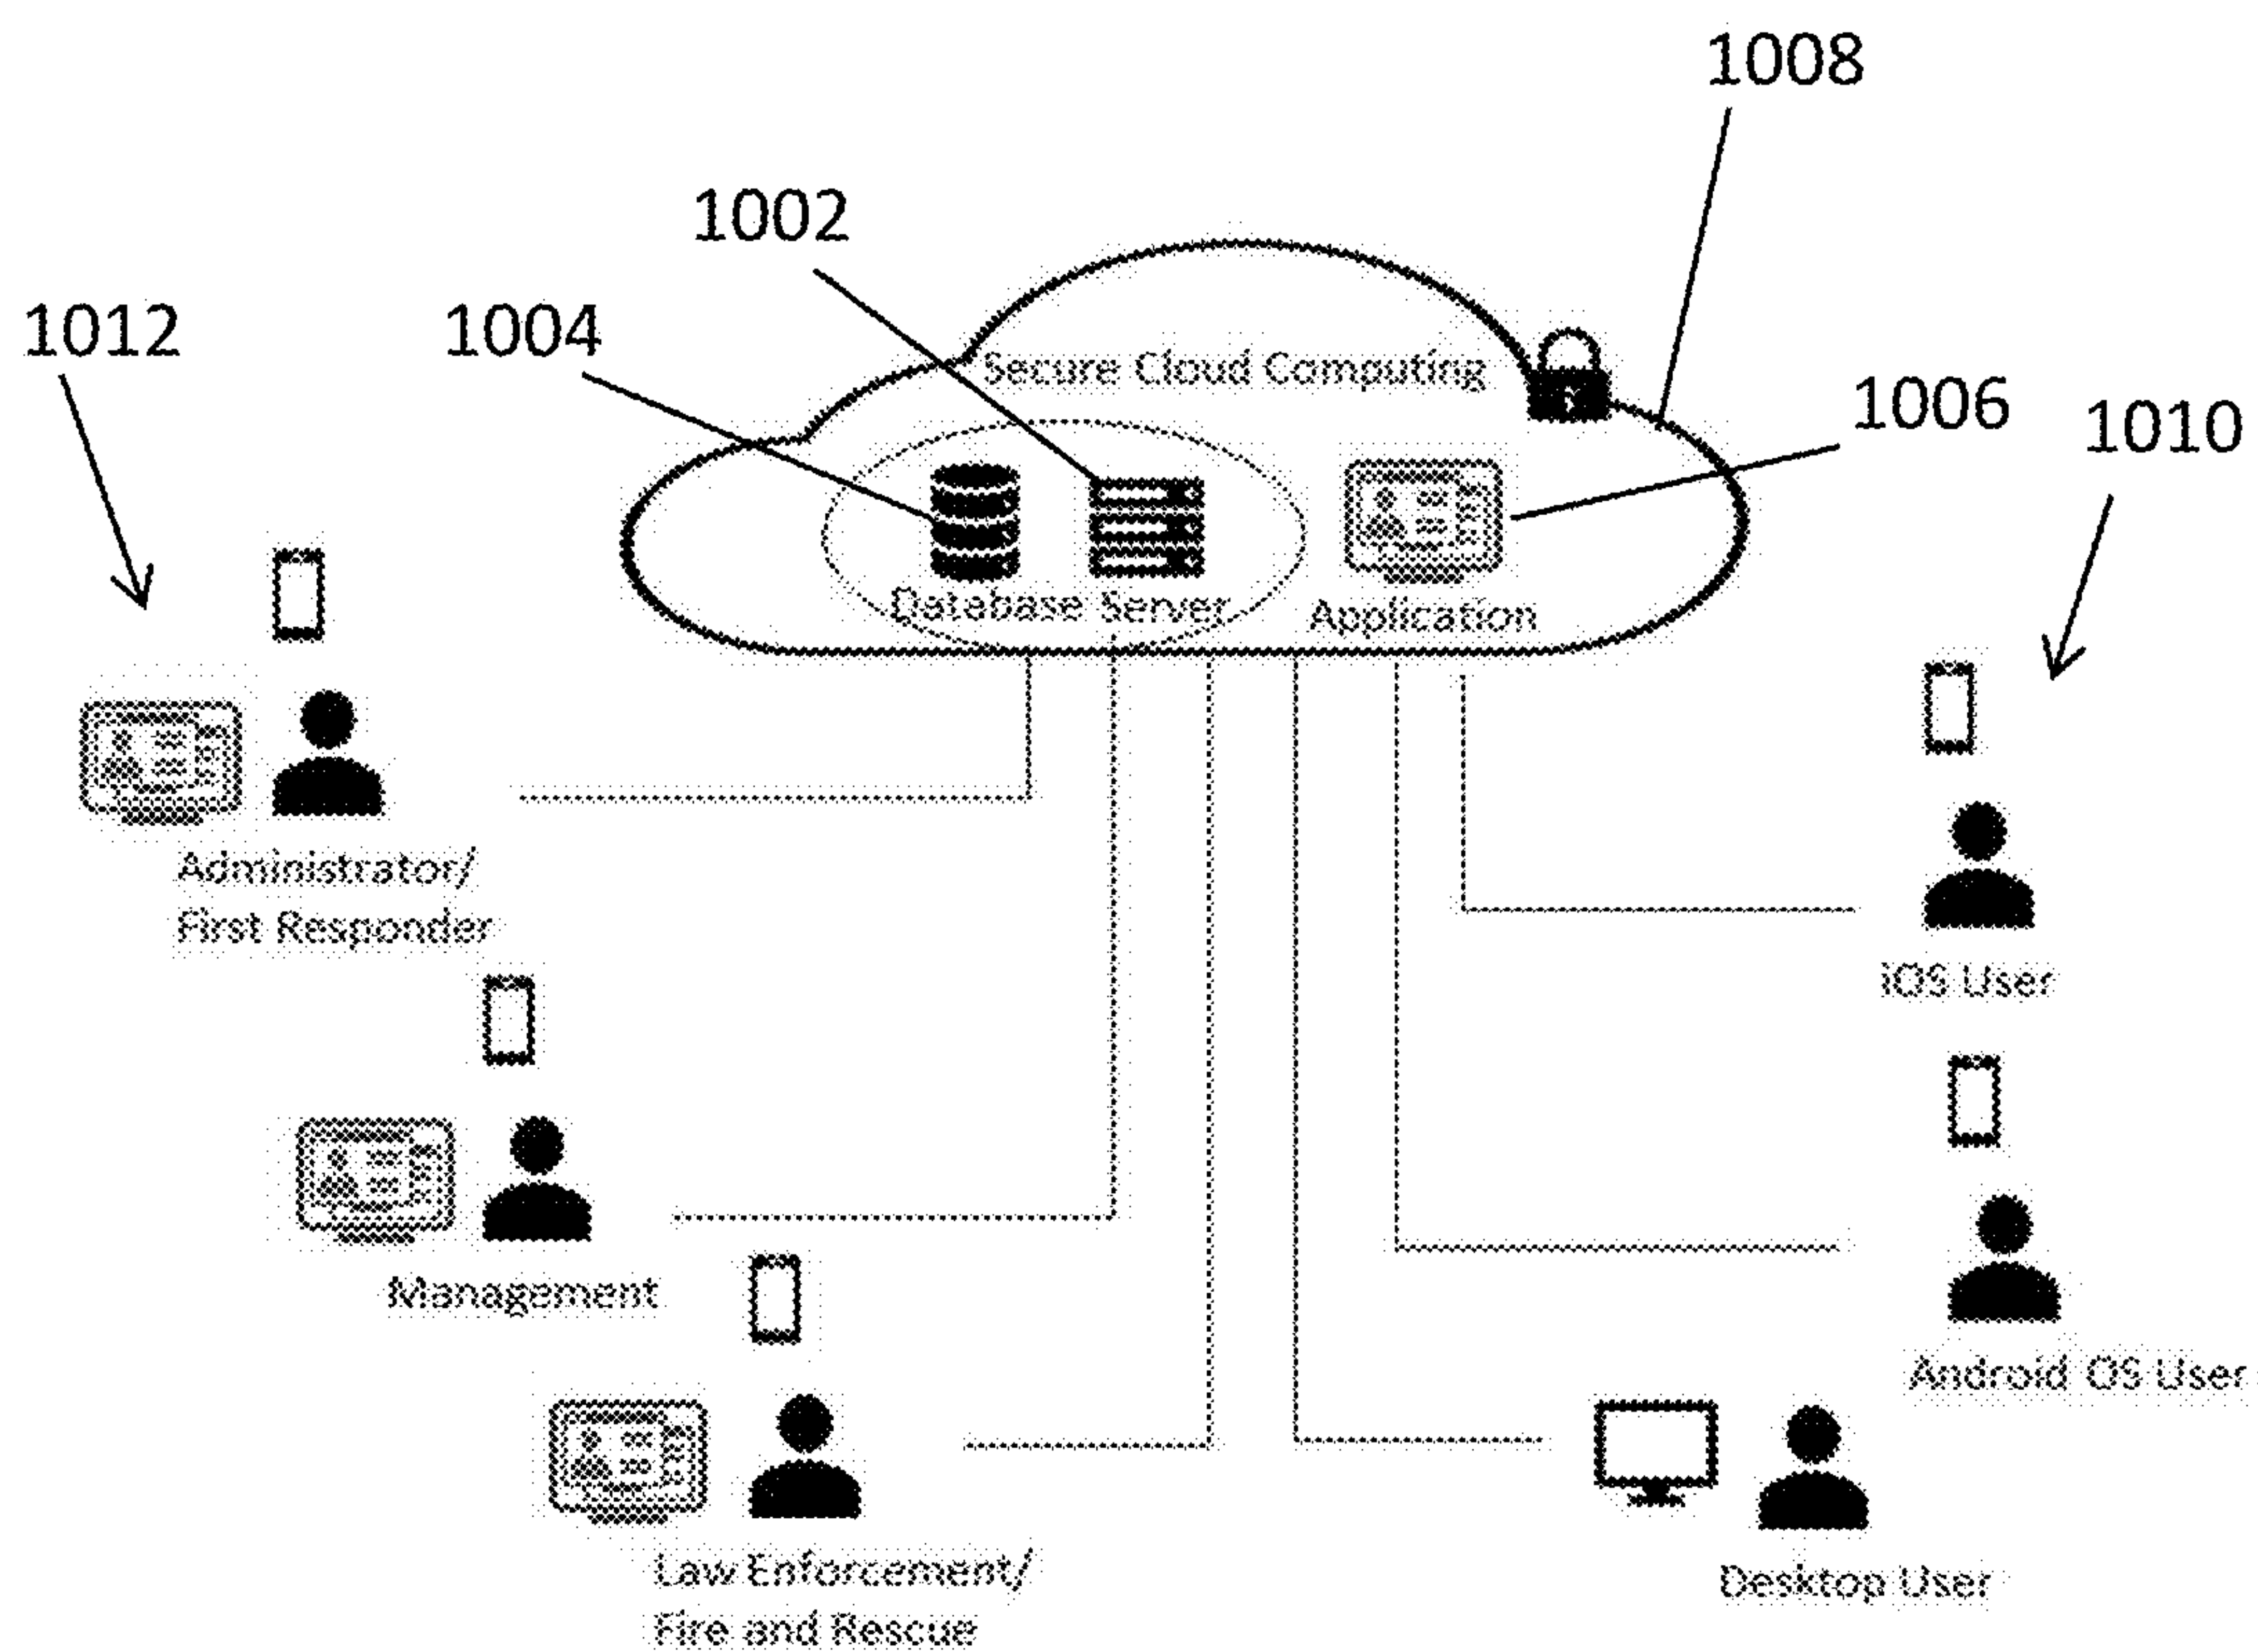 1008
1002
1012
1004
Secure Cloud Computing
1006
1010
Database Server
Application
Administrator/
First Responder
iOS User
Management
Android OS User
Law Enforcement/
Fire and Rescue
Desktop User